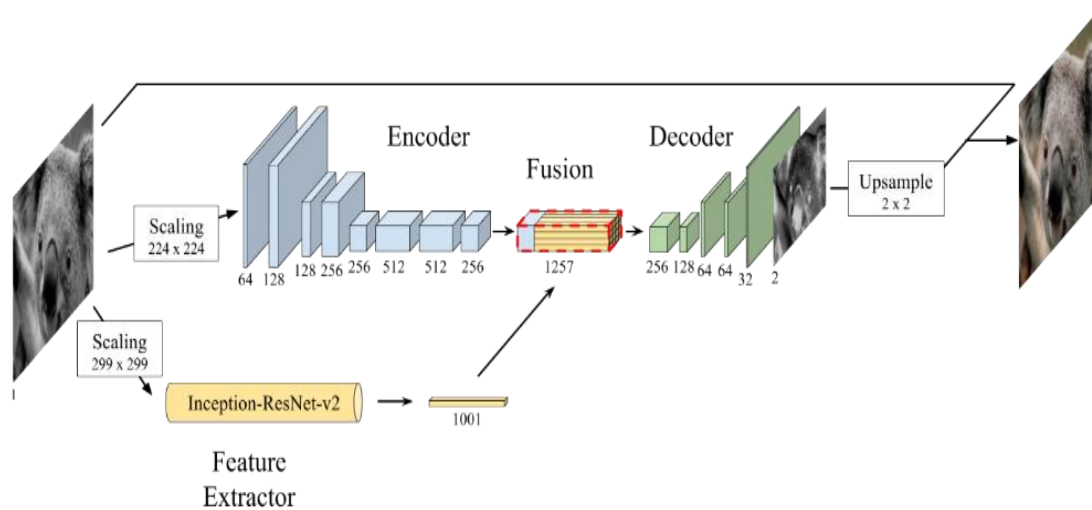 Encoder
Decoder
Fusion
Scaling
224 x 224
Upsample
2 x 2
64
128
128
256
256
512
512
256
1257
256
128
64
64
32
2
Scaling
299 x 299
Inception-ResNet-v2
1001
Feature
Extractor